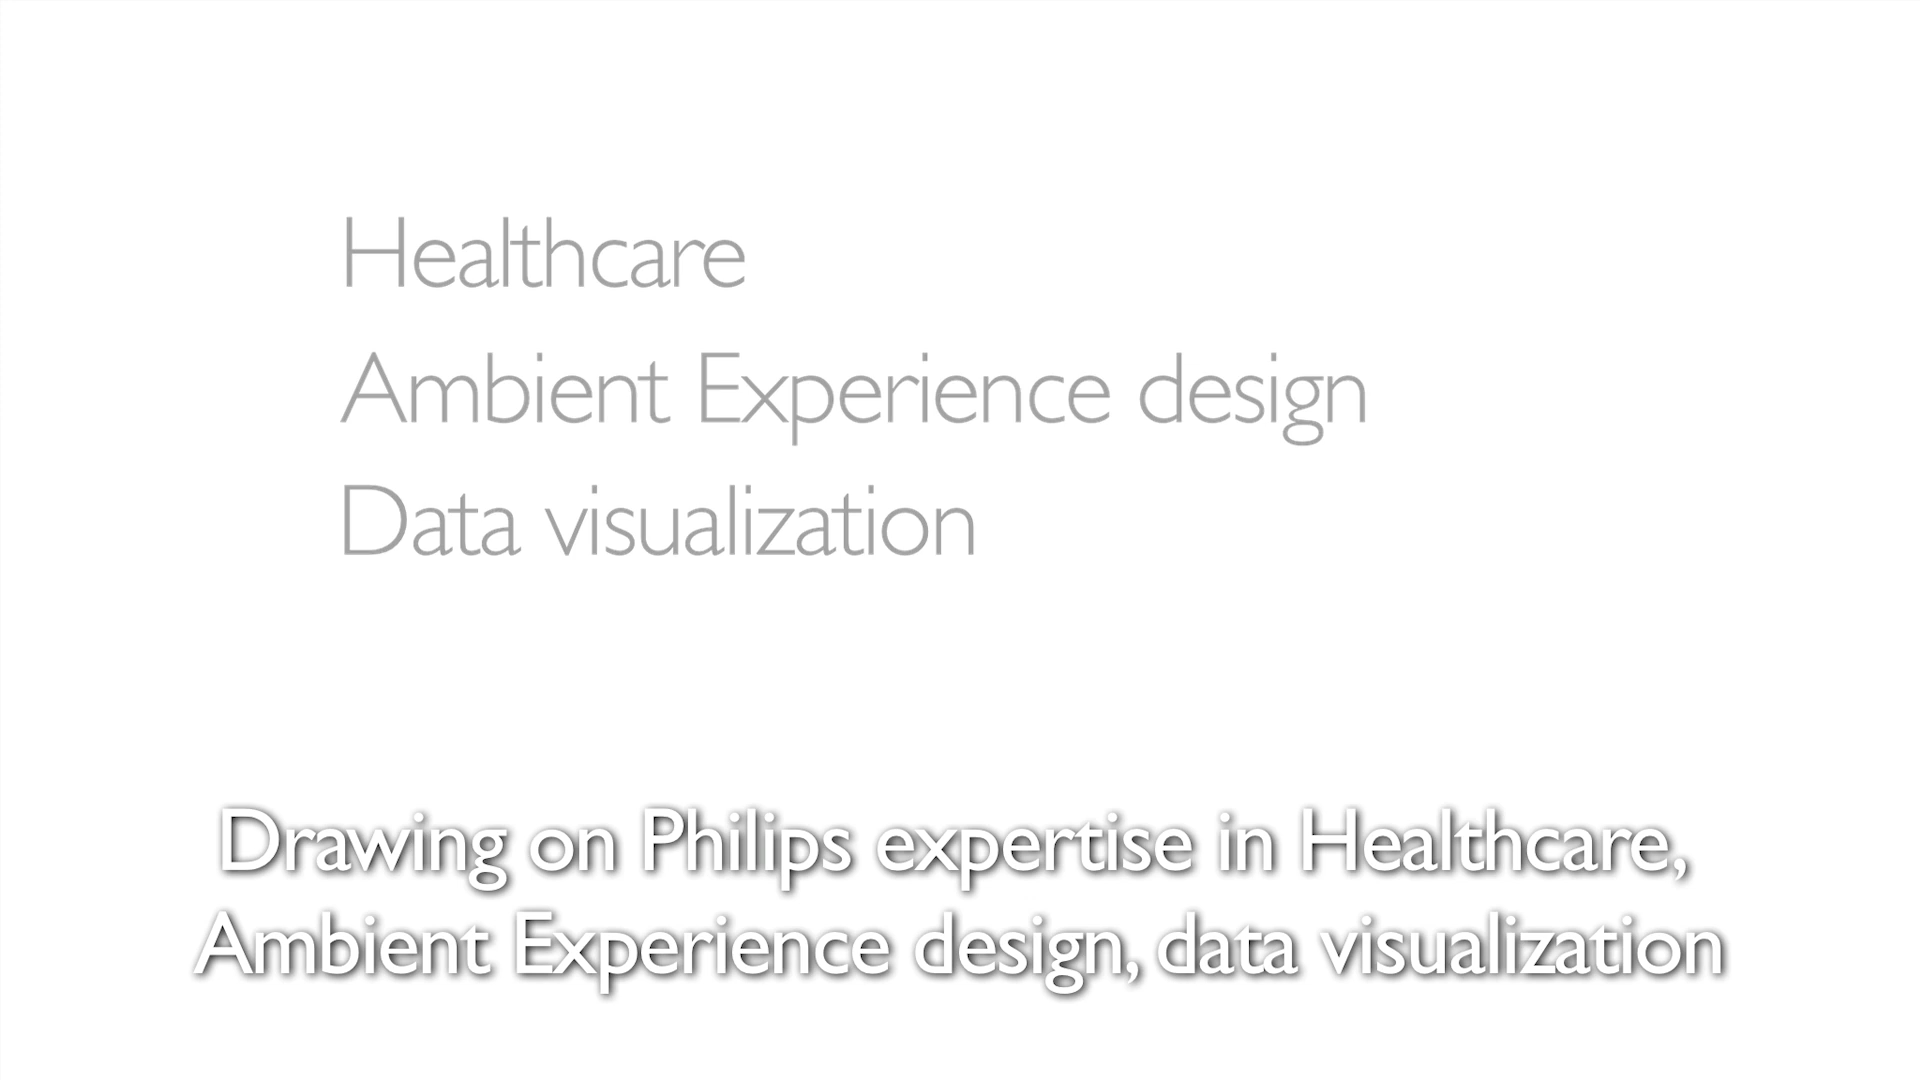 Healthcare
Ambient Experience design
Data visualization
Drawing on Philips expertise in Healthcare,
Ambient Experience design, data visualization